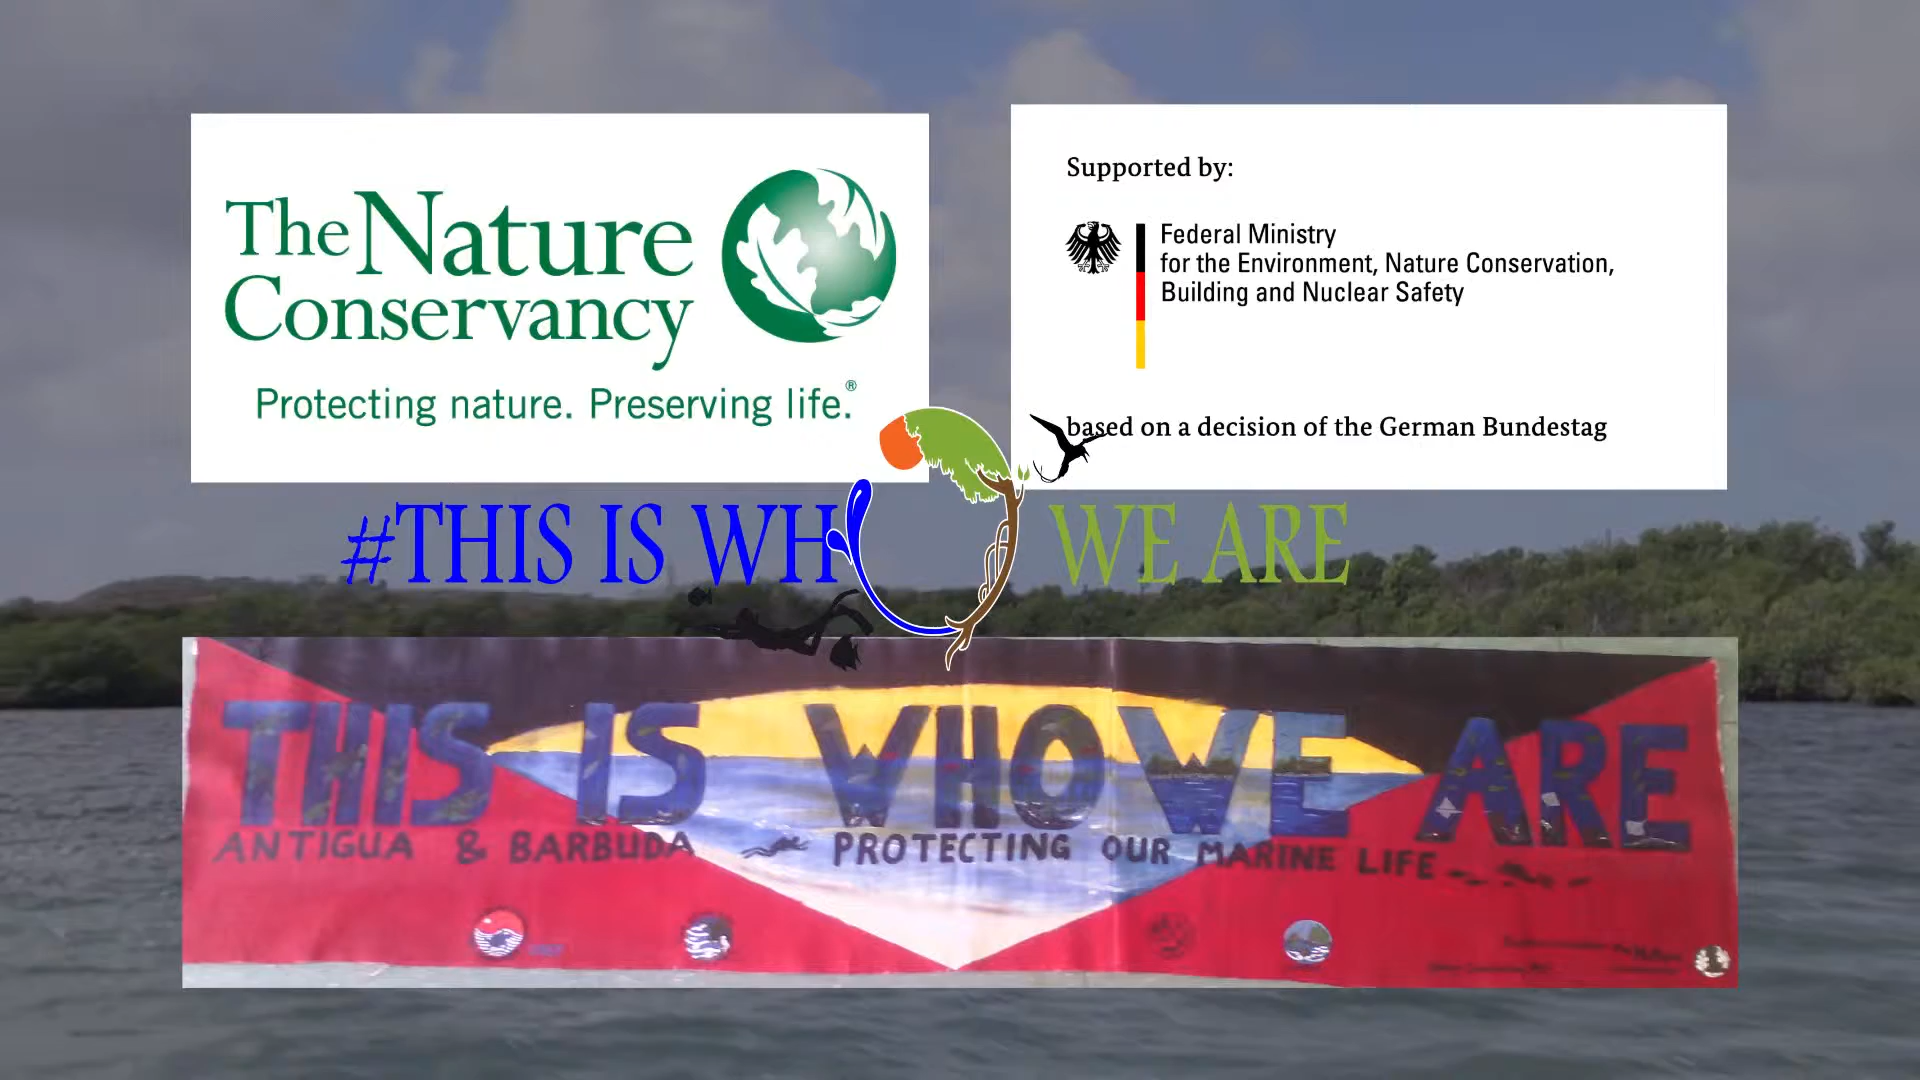 The Nature
Conservancy
Protecting nature. Preserving life.®
Supported by:
Federal Ministry
for the Environment, Nature Conservation,
Building and Nuclear Safety
based on a decision of the German Bundestag
#THIS IS WHO WE ARE
THIS IS WHO WE ARE
ANTIGUA & BARBUDA ~ PROTECTING OUR MARINE LIFE